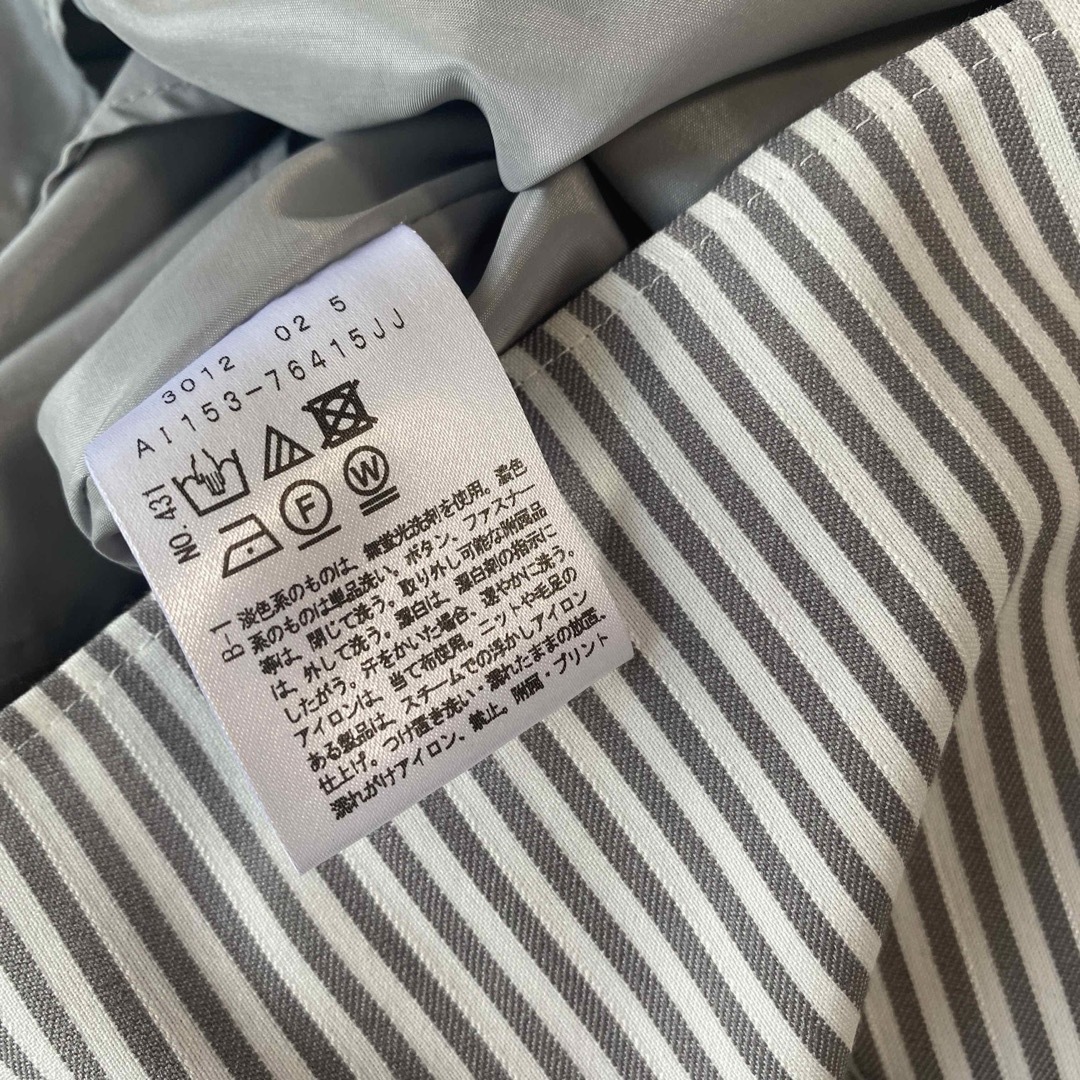 3012 02 5
AI153-76415JJ
NO.431
F
W
B-1 淡色系のものは、無蛍光洗剤を使用。濃色
系のものは単品洗い。ボタン、ファスナー
等は、閉じて洗う。取り外し可能な附属品
は、外して洗う。漂白は、漂白剤の指示に
したがう。汗をかいた場合、速やかに洗う。
アイロンは、当て布使用。ニットや毛足の
ある製品は、スチームでの浮かしアイロン
仕上げ。つけ置き洗い・濡れたままの放置、
濡れがけアイロン、禁止。附属・プリント